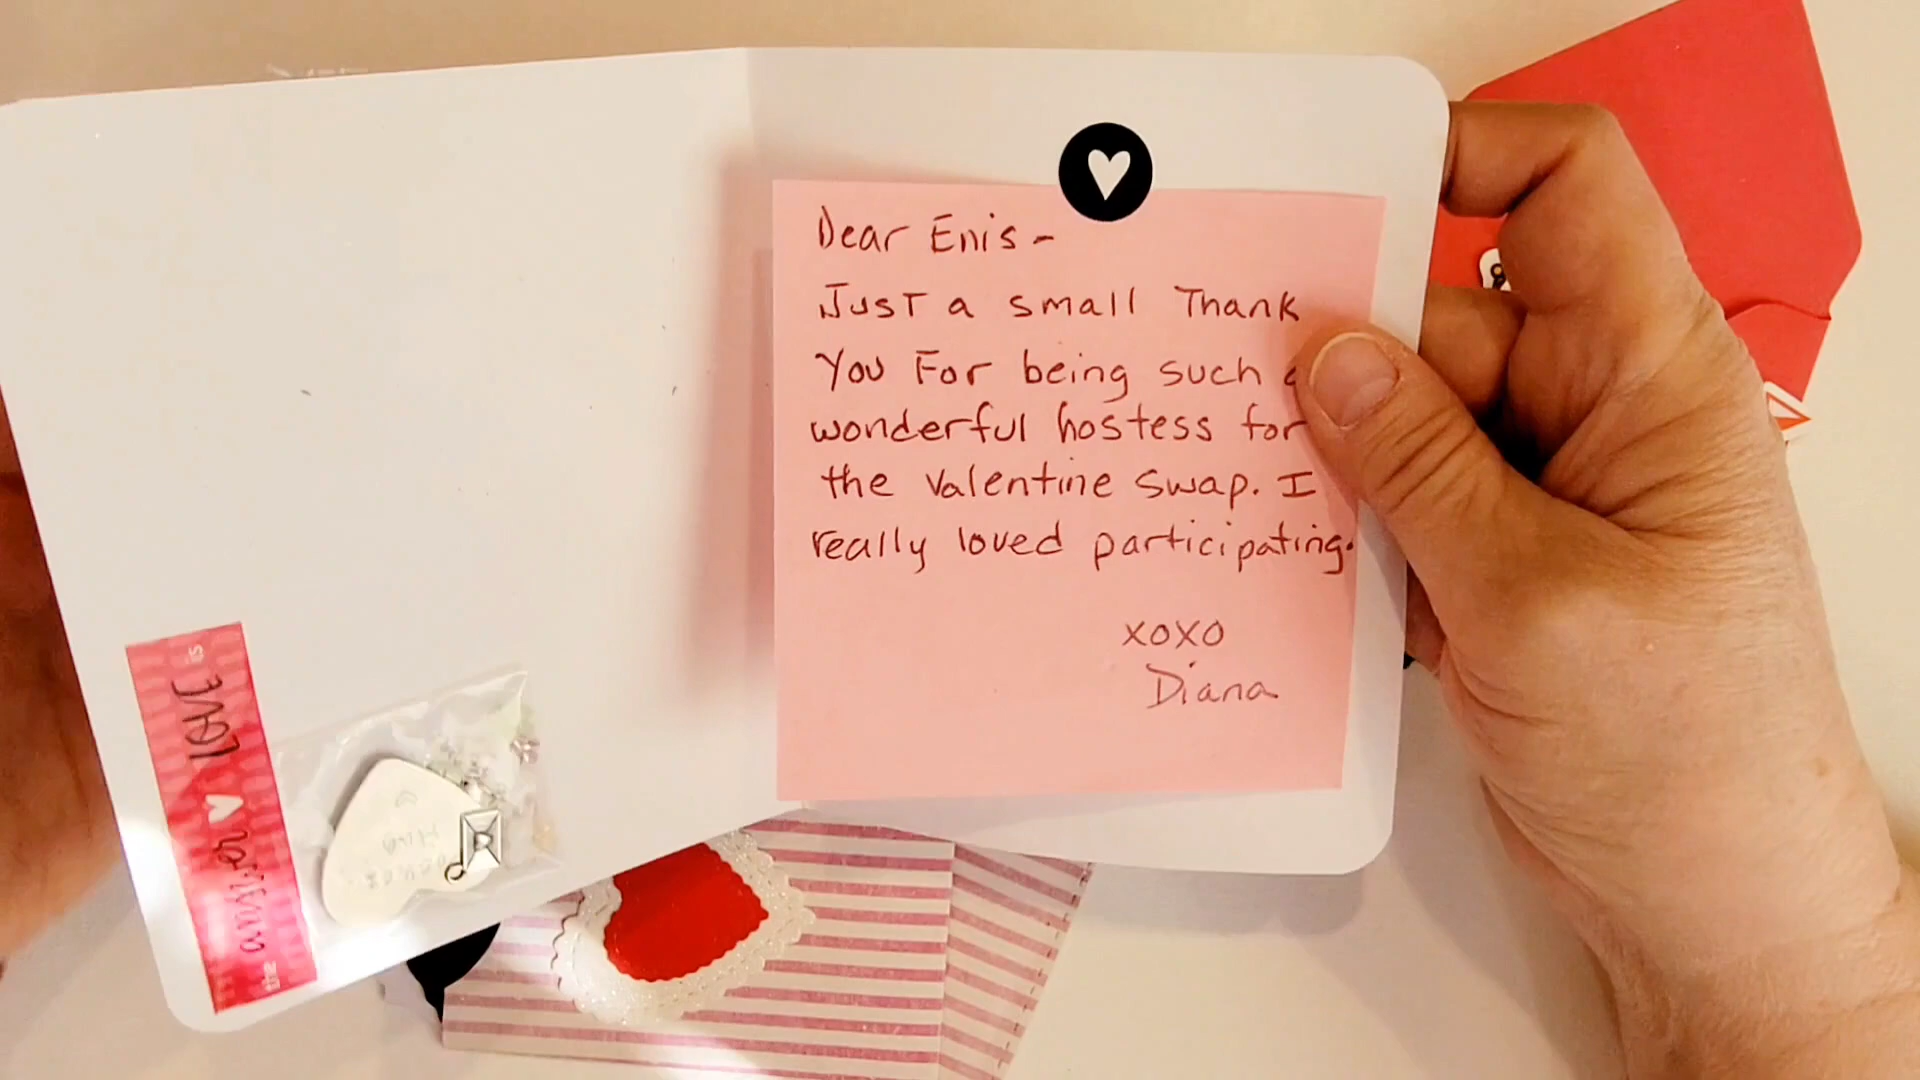 Dear Enis -
Just a small Thank
You For being such a
wonderful hostess for
the Valentine Swap. I
really loved participating.
xoxo
Diana
the answer LOVE is